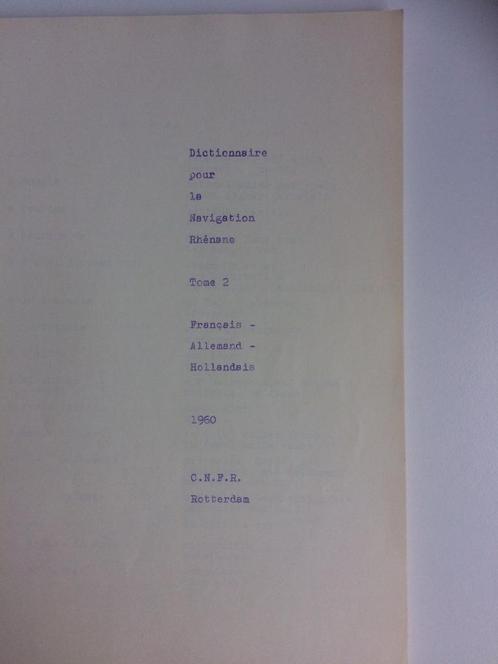 Dictionnaire
pour
la
Navigation
Rhénane
Tome 2
Français -
Allemand -
Hollandais
1960
C.N.F.R.
Rotterdam